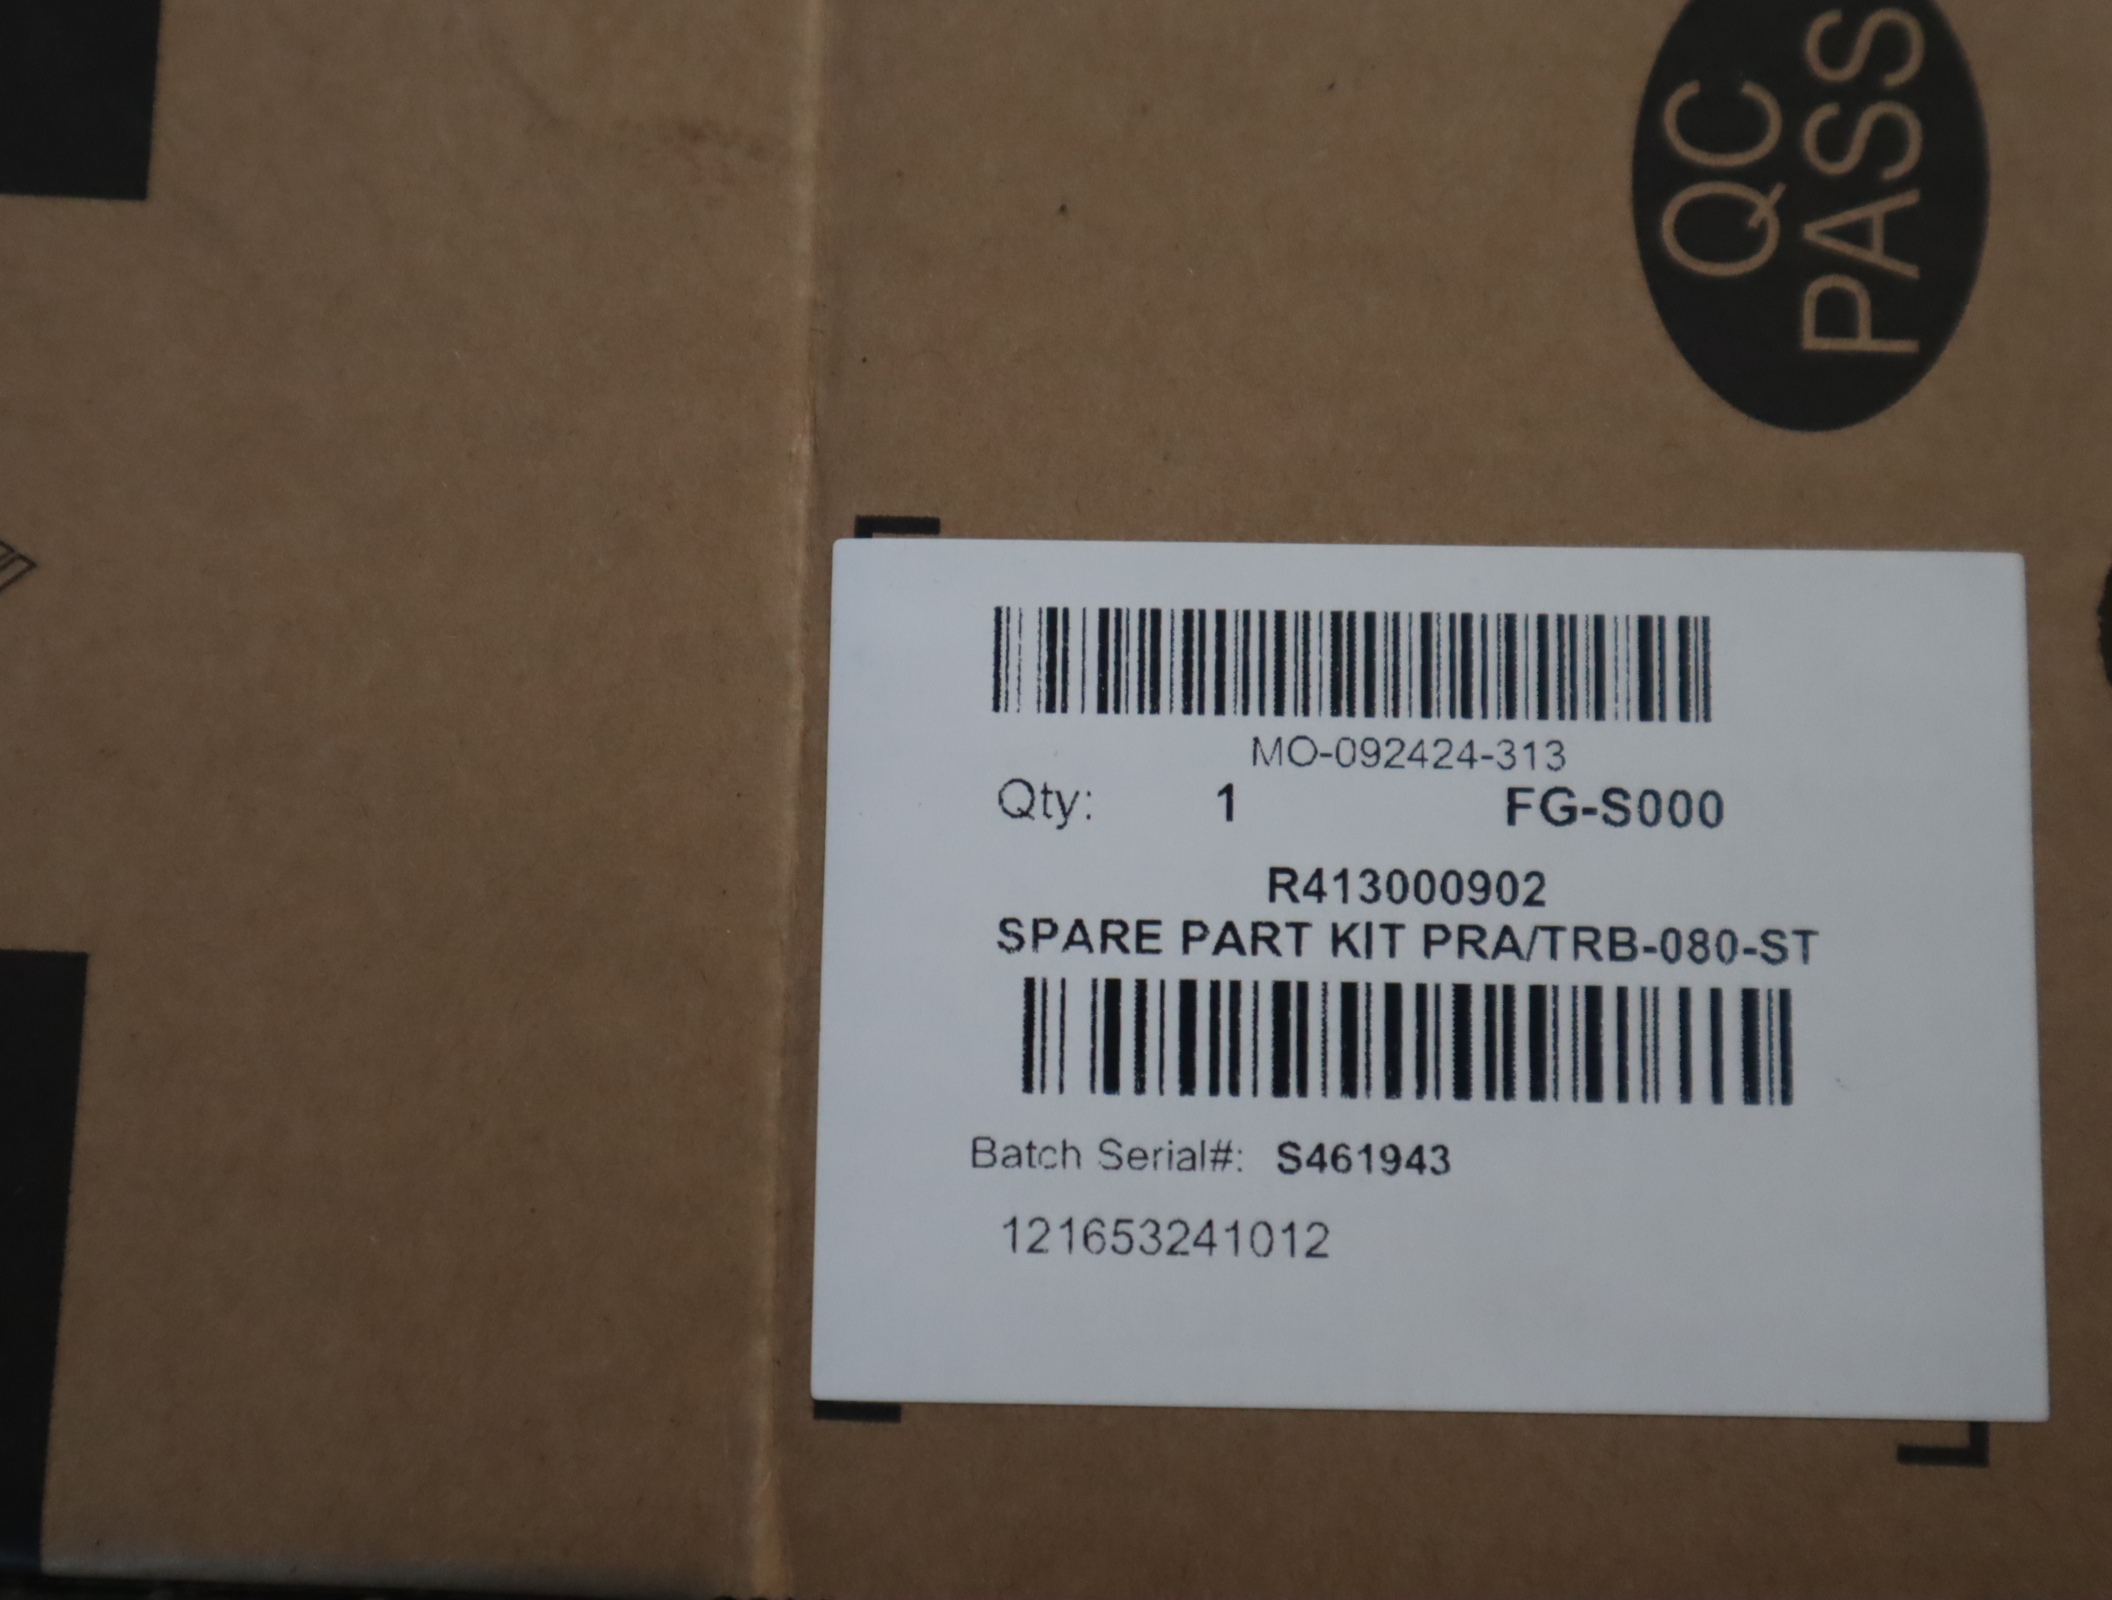 QC
PASS
MO-092424-313
Qty: 1 FG-S000
R413000902
SPARE PART KIT PRA/TRB-080-ST
Batch Serial#: S461943
121653241012